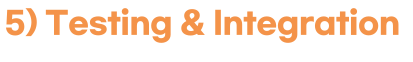 5) Testing & Integration